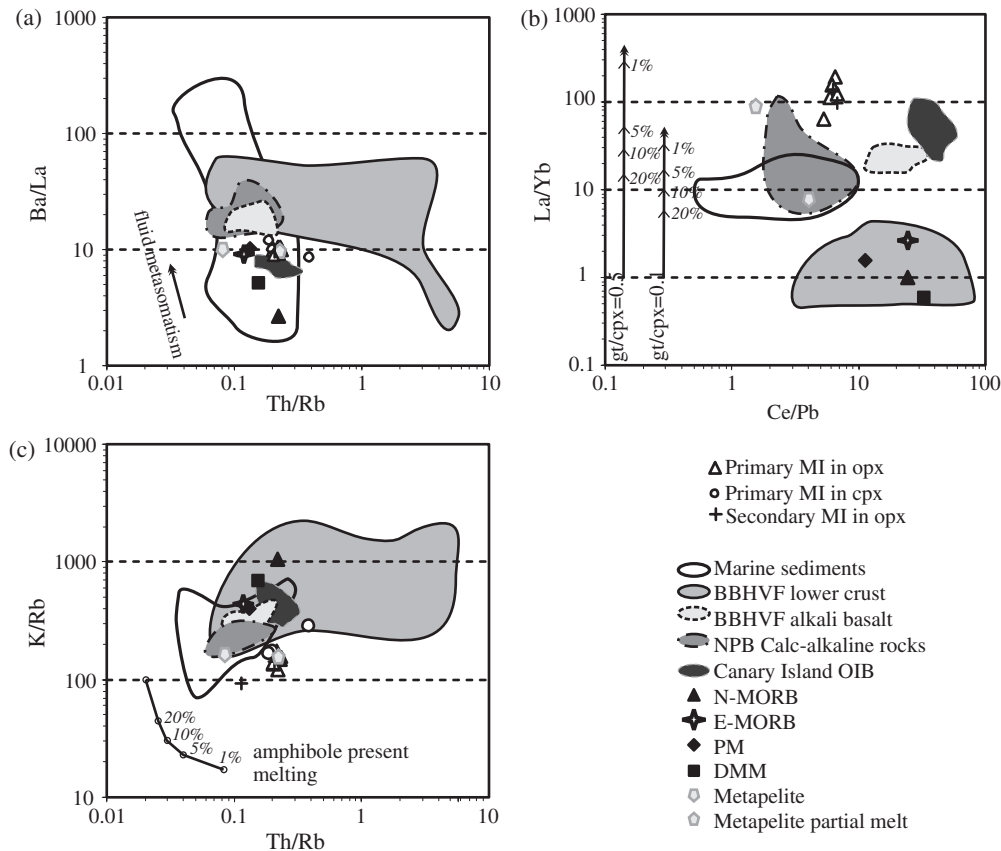 (a)
1000
100
10
1
Ba/La
fluid metasomatism
0.01
0.1
1
10
Th/Rb
(b)
1000
100
10
1
0.1
La/Yb
1%
5%
10%
20%
gt/cpx=0.5
1%
5%
10%
20%
gt/cpx=0.1
0.1
1
10
100
Ce/Pb
(c)
10000
1000
100
10
K/Rb
20%
10%
5%
1%
amphibole present
melting
0.01
0.1
1
10
Th/Rb
Primary MI in opx
Primary MI in cpx
Secondary MI in opx
Marine sediments
BBHVF lower crust
BBHVF alkali basalt
NPB Calc-alkaline rocks
Canary Island OIB
N-MORB
E-MORB
PM
DMM
Metapelite
Metapelite partial melt